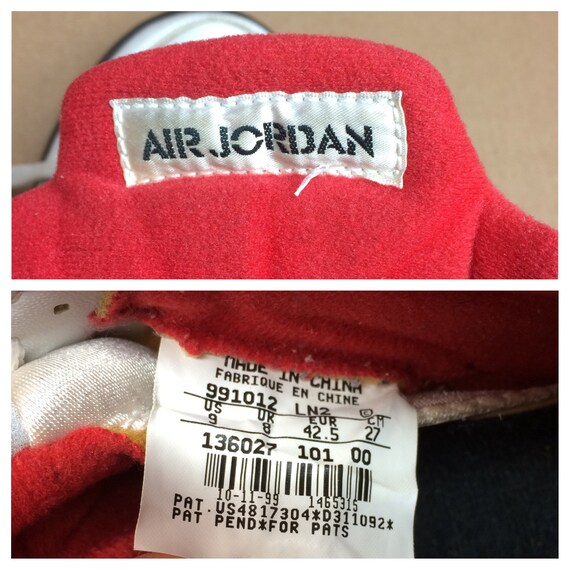 AIR JORDAN
MADE IN CHINA
FABRIQUE EN CHINE
991012 LN2 ©
US UK EUR CM
9 8 42.5 27
136027 101 00
10-11-99 1465315
PAT.US4817304*D311092*
PAT PEND*FOR PATS